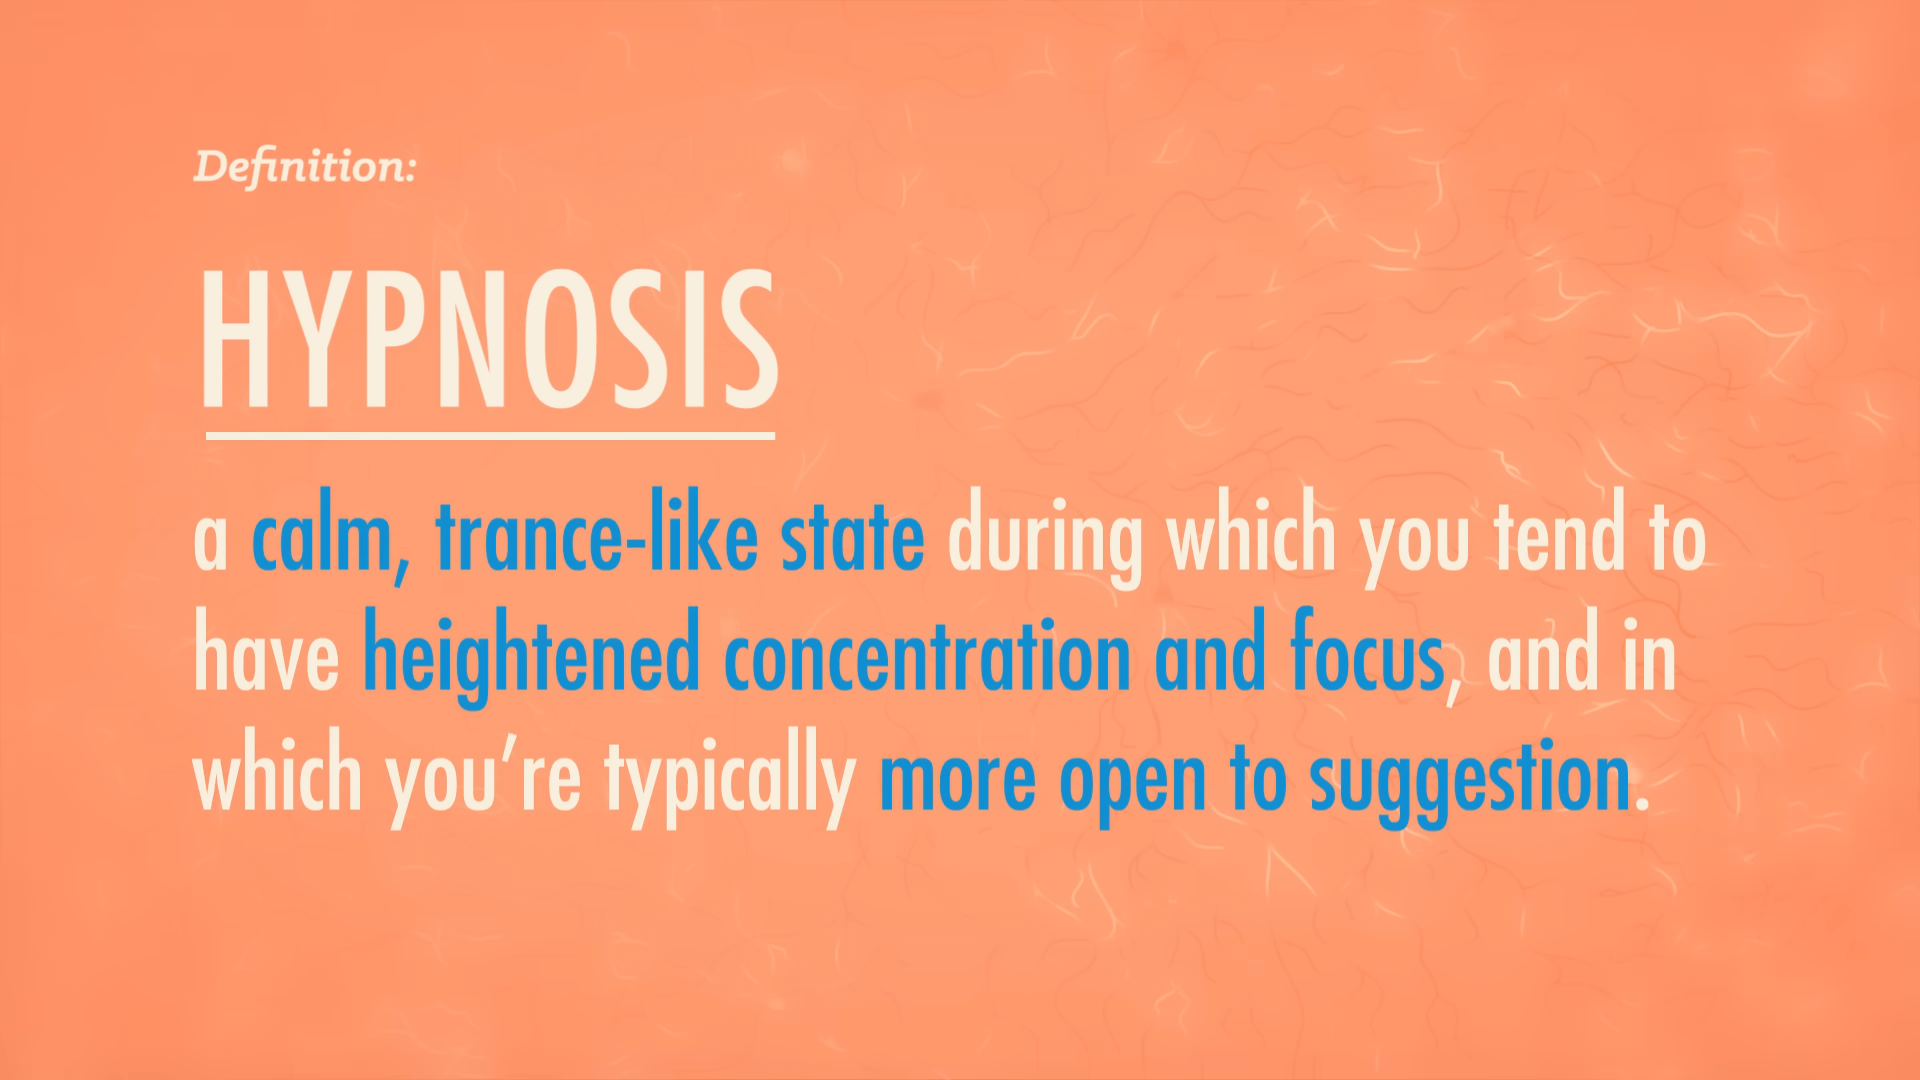 Definition:
HYPNOSIS
a calm, trance-like state during which you tend to
have heightened concentration and focus, and in
which you’re typically more open to suggestion.